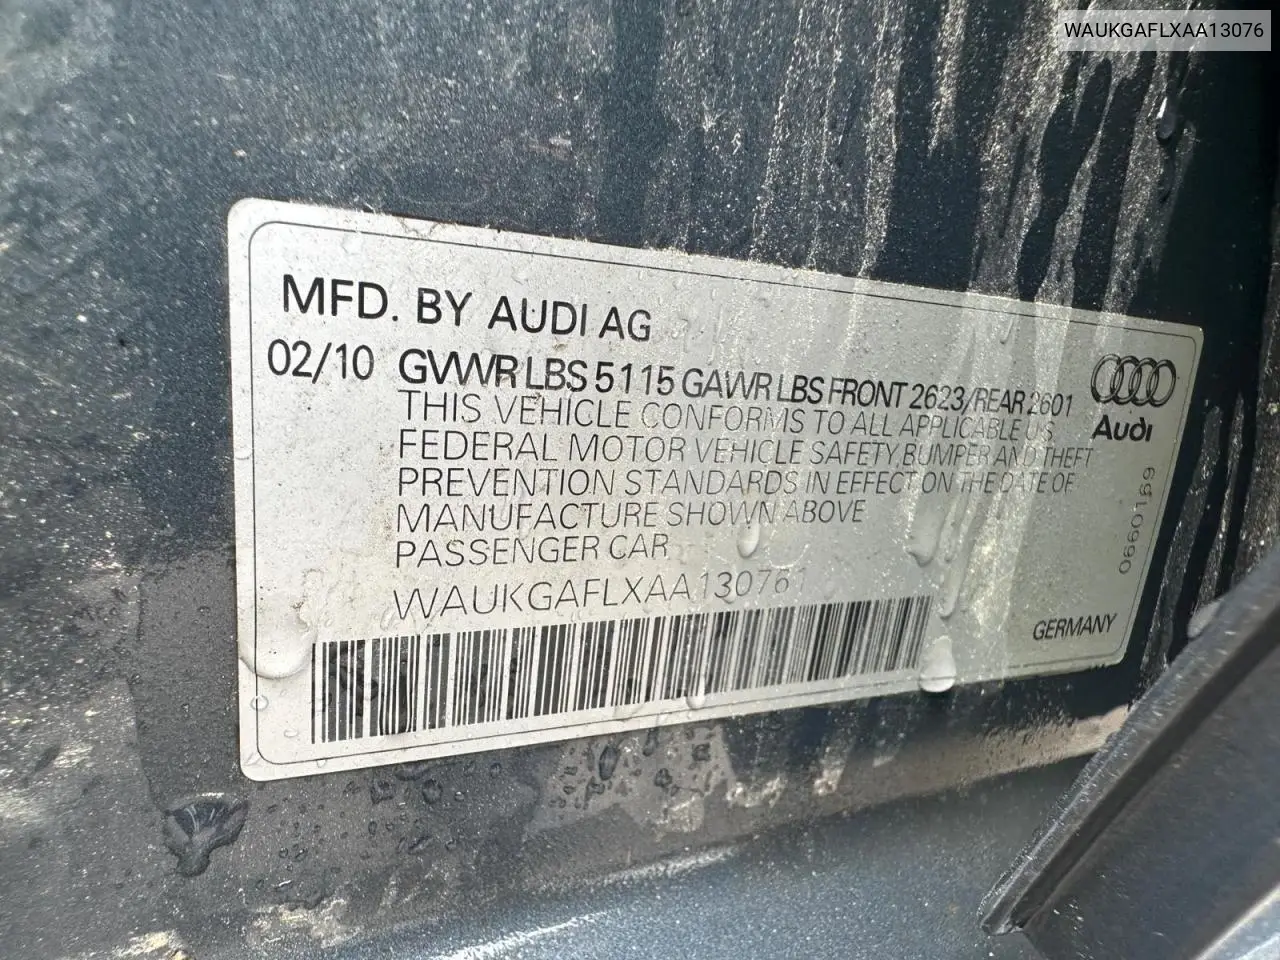 WAUKGAFLXAA13076
MFD. BY AUDI AG
02/10 GVWR LBS 5115 GAWR LBS FRONT 2623/REAR 2601
THIS VEHICLE CONFORMS TO ALL APPLICABLE U.S.
FEDERAL MOTOR VEHICLE SAFETY, BUMPER AND THEFT
PREVENTION STANDARDS IN EFFECT ON THE DATE OF
MANUFACTURE SHOWN ABOVE
PASSENGER CAR
WAUKGAFLXAA130761
Audi
0660169
GERMANY